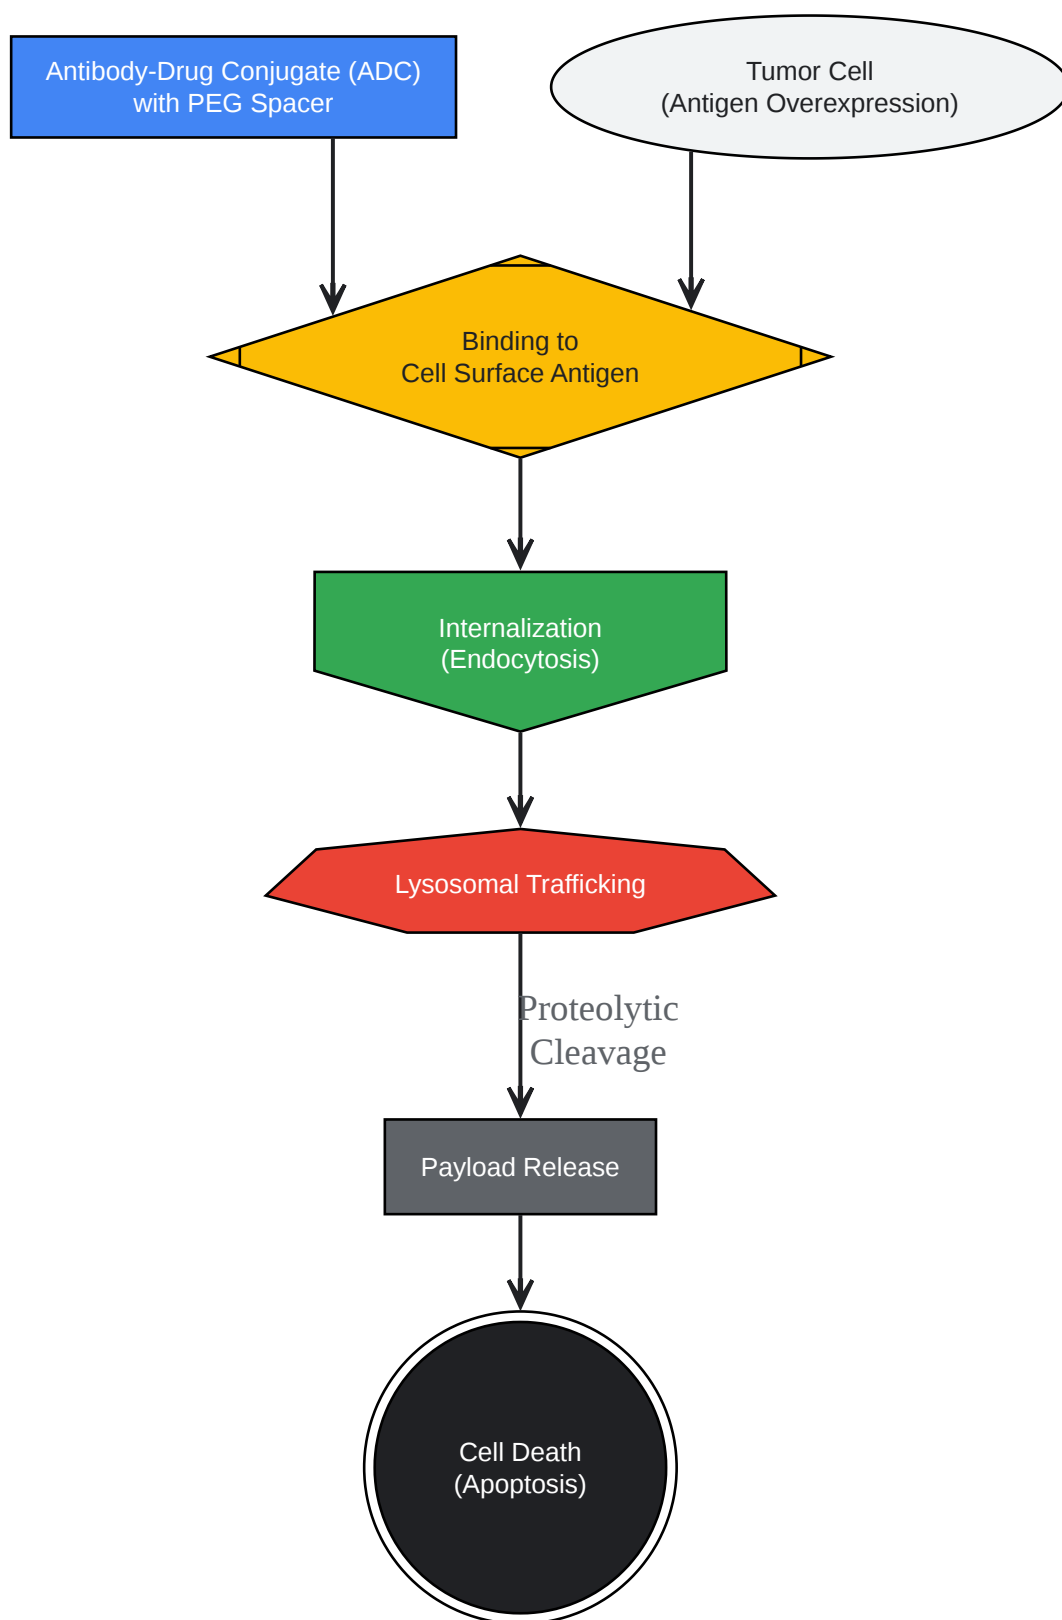 Antibody-Drug Conjugate (ADC)
with PEG Spacer
Tumor Cell
(Antigen Overexpression)
Binding to
Cell Surface Antigen
Internalization
(Endocytosis)
Lysosomal Trafficking
Proteolytic
Cleavage
Payload Release
Cell Death
(Apoptosis)